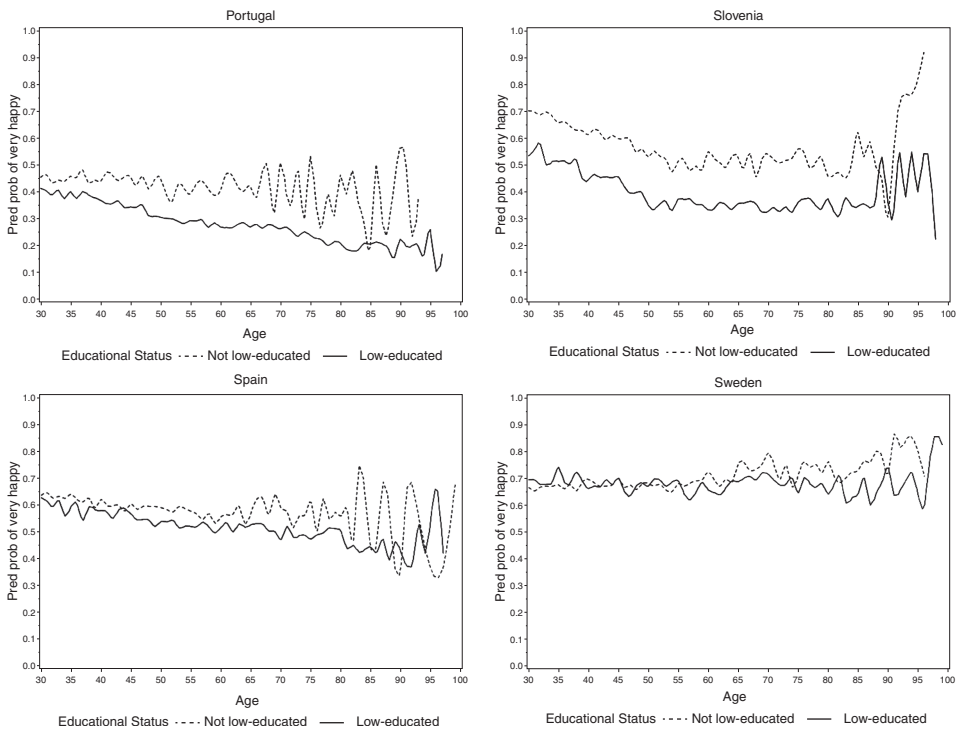 Portugal
Pred prob of very happy
1.0
0.9
0.8
0.7
0.6
0.5
0.4
0.3
0.2
0.1
0.0
30 35 40 45 50 55 60 65 70 75 80 85 90 95 100
Age
Educational Status Not low-educated Low-educated
Slovenia
Pred prob of very happy
1.0
0.9
0.8
0.7
0.6
0.5
0.4
0.3
0.2
0.1
0.0
30 35 40 45 50 55 60 65 70 75 80 85 90 95 100
Age
Educational Status Not low-educated Low-educated
Spain
Pred prob of very happy
1.0
0.9
0.8
0.7
0.6
0.5
0.4
0.3
0.2
0.1
0.0
30 35 40 45 50 55 60 65 70 75 80 85 90 95 100
Age
Educational Status Not low-educated Low-educated
Sweden
Pred prob of very happy
1.0
0.9
0.8
0.7
0.6
0.5
0.4
0.3
0.2
0.1
0.0
30 35 40 45 50 55 60 65 70 75 80 85 90 95 100
Age
Educational Status Not low-educated Low-educated